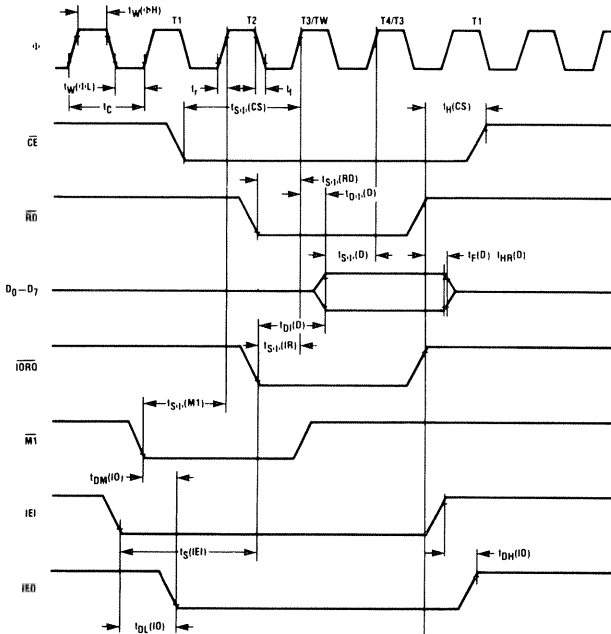 tW(Φ·H)
T1
T2
T3/TW
T4/T3
T1
Φ
tW(Φ·L)
tC
tr
tf
tS·Φ·(CS)
tH(CS)
CE
tS·Φ·(RD)
tD·Φ·(D)
RD
tS·Φ·(D)
tF(D)
tHR(D)
D0–D7
tDI(D)
tS·Φ·(IR)
IORQ
tS·Φ·(M1)
M1
tDM(IO)
IEI
tS(IEI)
tDH(IO)
IEO
tDL(IO)